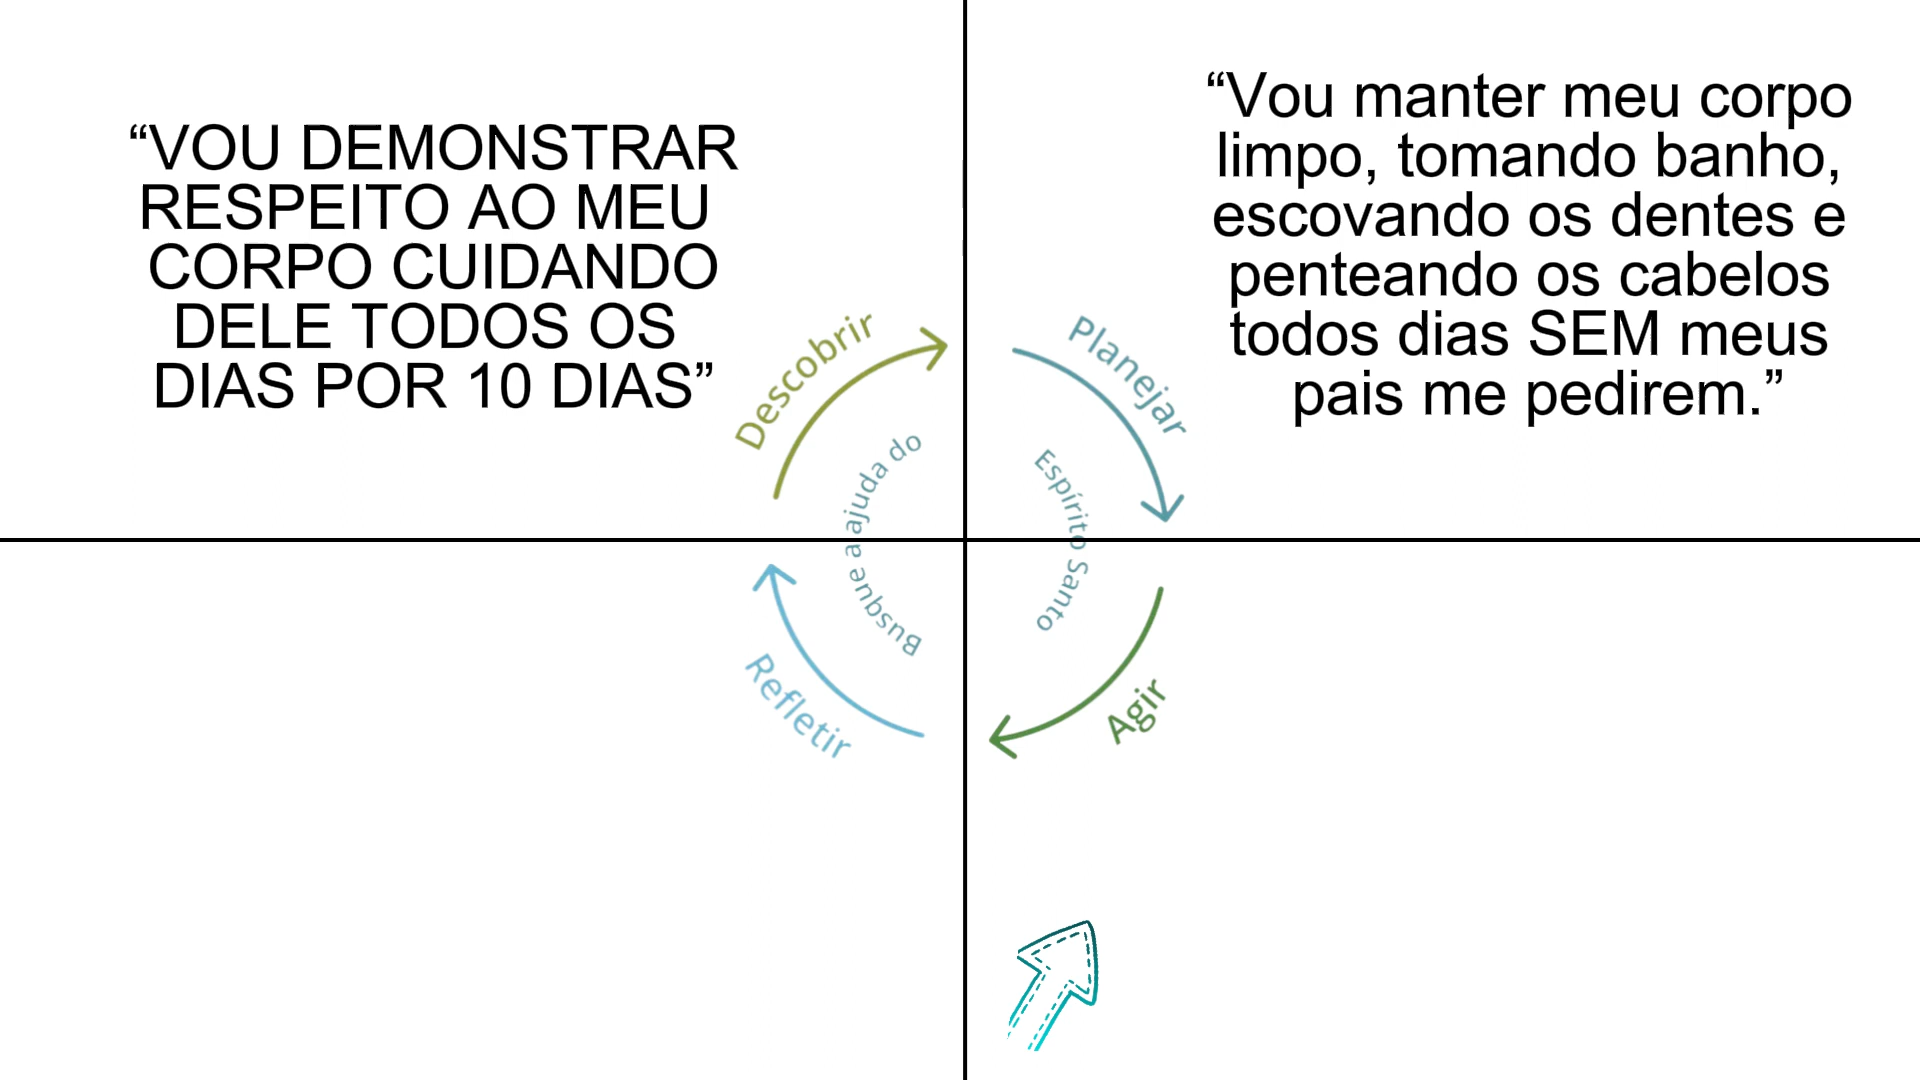 “VOU DEMONSTRAR
RESPEITO AO MEU
CORPO CUIDANDO
DELE TODOS OS
DIAS POR 10 DIAS”
“Vou manter meu corpo
limpo, tomando banho,
escovando os dentes e
penteando os cabelos
todos dias SEM meus
pais me pedirem.”
Descobrir
Planejar
Busque a ajuda do
Espírito Santo
Refletir
Agir